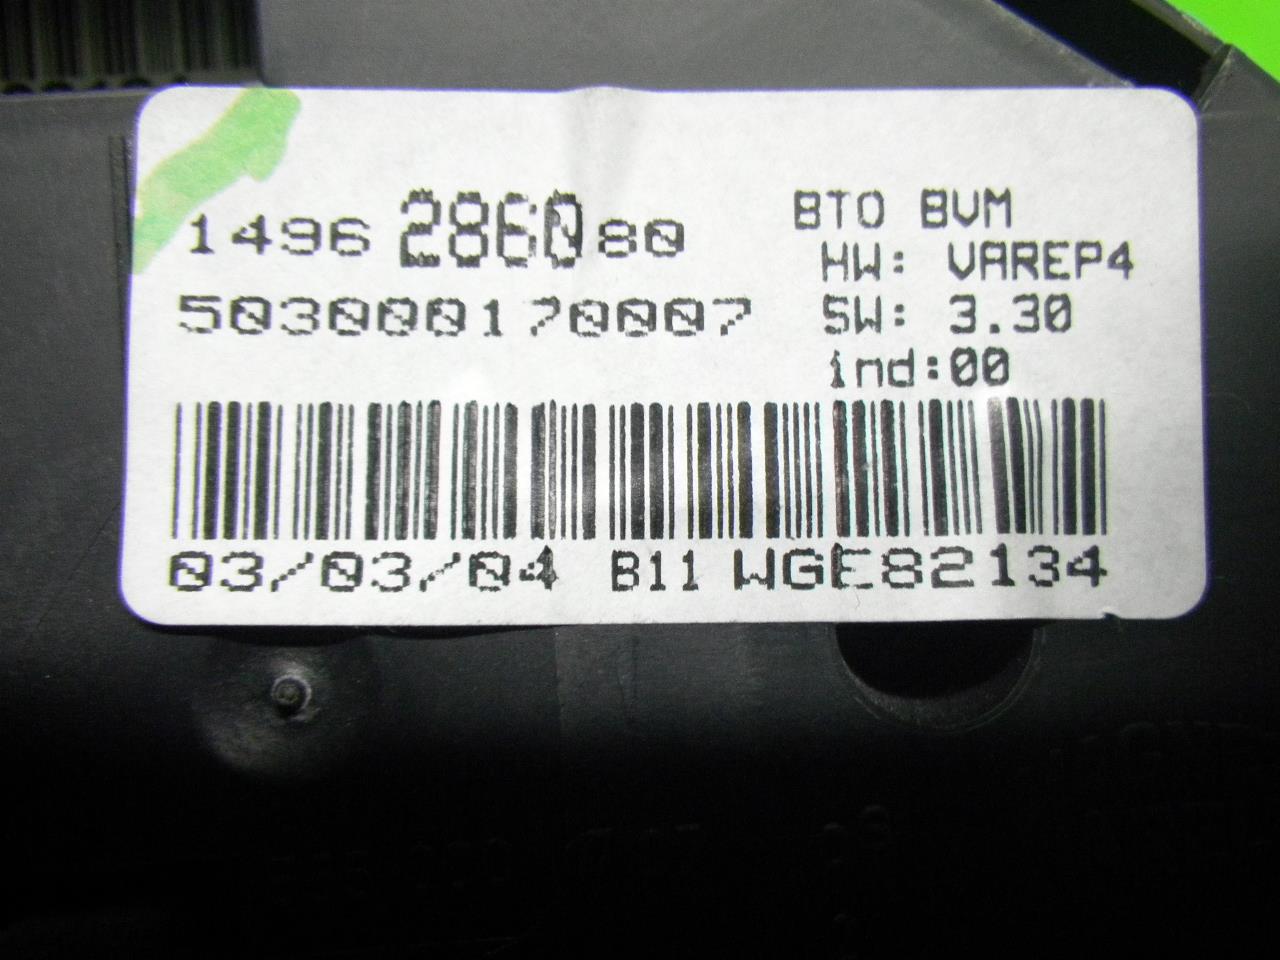 1496 2860 80
503000170007
BTO BVM
HW: VAREP4
SW: 3.30
ind:00
03/03/04 B11 WGE82134